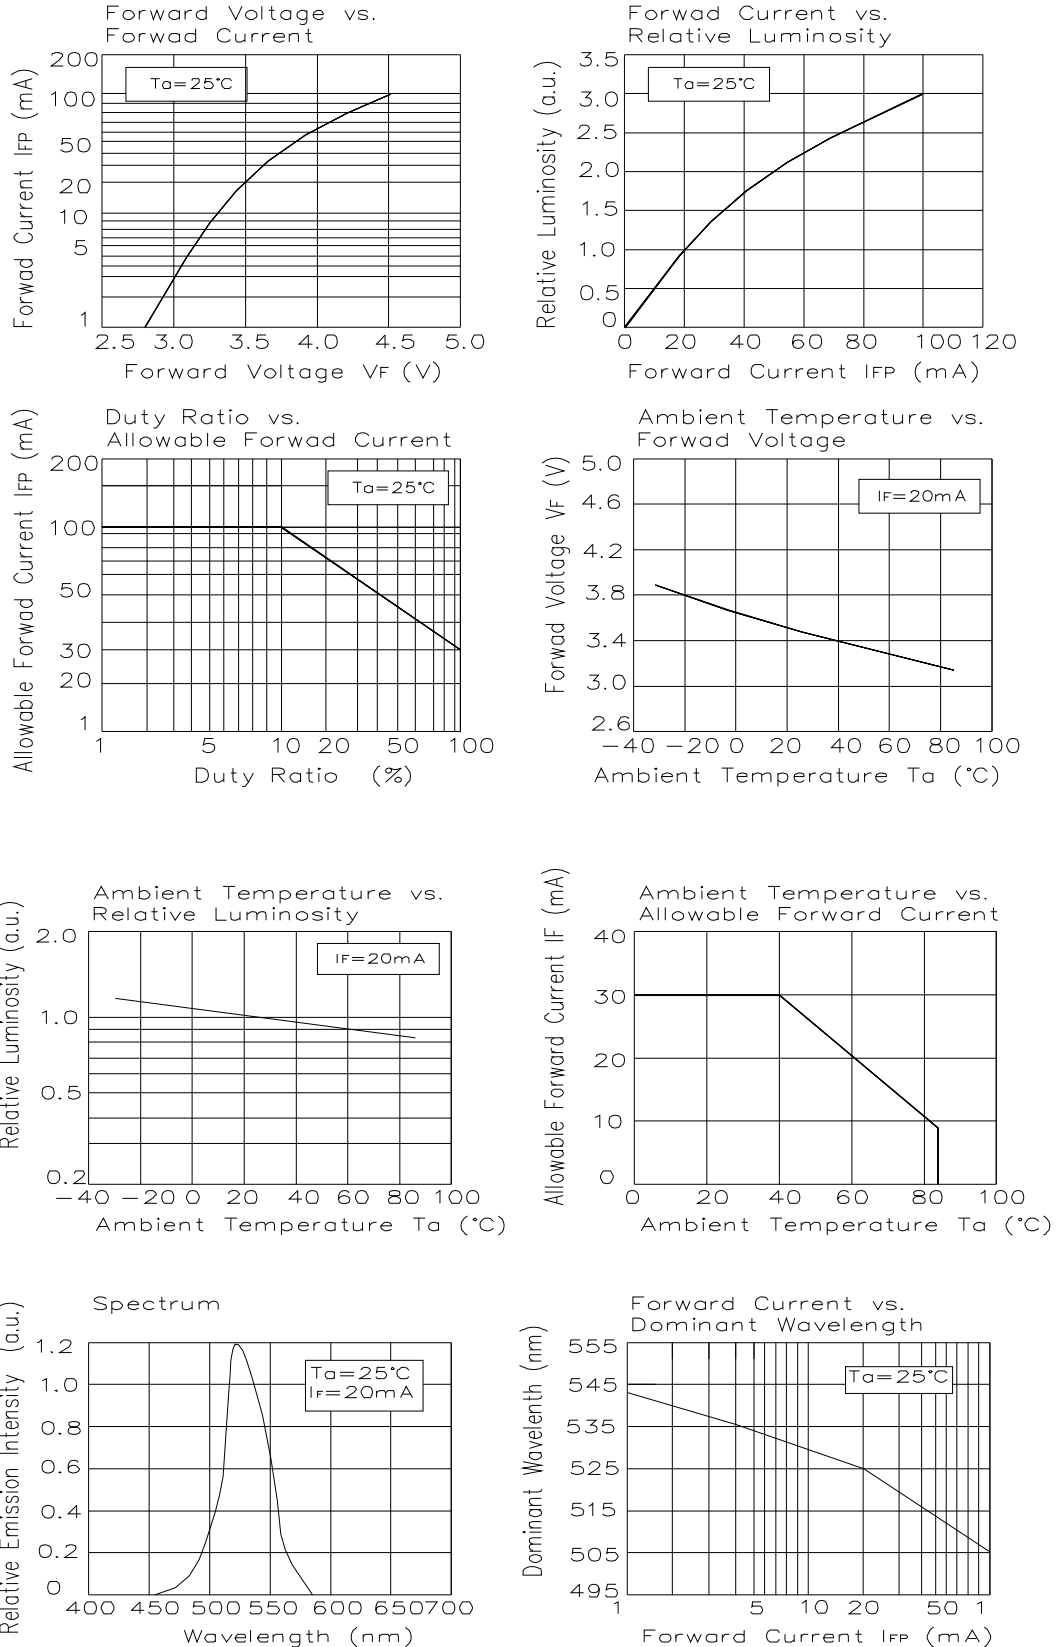 Forward Voltage vs.
Forwad Current
Forwad Current IFP (mA)
200
100
50
20
10
5
1
Ta=25°C
2.5 3.0 3.5 4.0 4.5 5.0
Forward Voltage VF (V)
Forwad Current vs.
Relative Luminosity
Relative Luminosity (a.u.)
3.5
3.0
2.5
2.0
1.5
1.0
0.5
0
Ta=25°C
0 20 40 60 80 100 120
Forward Current IFP (mA)
Duty Ratio vs.
Allowable Forwad Current
Allowable Forwad Current IFP (mA)
200
100
50
30
20
1
Ta=25°C
1 5 10 20 50 100
Duty Ratio (%)
Ambient Temperature vs.
Forwad Voltage
Forwad Voltage VF (V)
5.0
4.6
4.2
3.8
3.4
3.0
2.6
IF=20mA
−40 −20 0 20 40 60 80 100
Ambient Temperature Ta (°C)
Ambient Temperature vs.
Relative Luminosity
Relative Luminosity (a.u.)
2.0
1.0
0.5
0.2
IF=20mA
−40 −20 0 20 40 60 80 100
Ambient Temperature Ta (°C)
Ambient Temperature vs.
Allowable Forward Current
Allowable Forward Current IF (mA)
40
30
20
10
0
0 20 40 60 80 100
Ambient Temperature Ta (°C)
Spectrum
Relative Emission Intensity (a.u.)
1.2
1.0
0.8
0.6
0.4
0.2
0
Ta=25°C
IF=20mA
400 450 500 550 600 650 700
Wavelength (nm)
Forward Current vs.
Dominant Wavelength
Dominant Wavelenth (nm)
555
545
535
525
515
505
495
Ta=25°C
1 5 10 20 50 1
Forward Current IFP (mA)